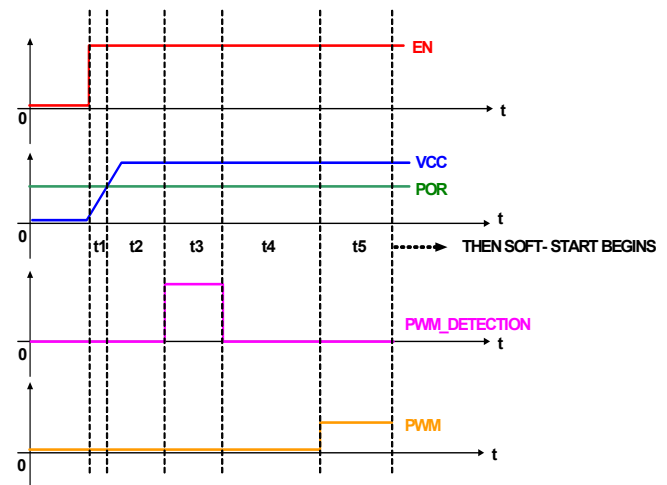 EN
0
t
VCC
POR
t
0
t1 t2 t3 t4 t5 THEN SOFT- START BEGINS
PWM_DETECTION
0
t
PWM
0
t